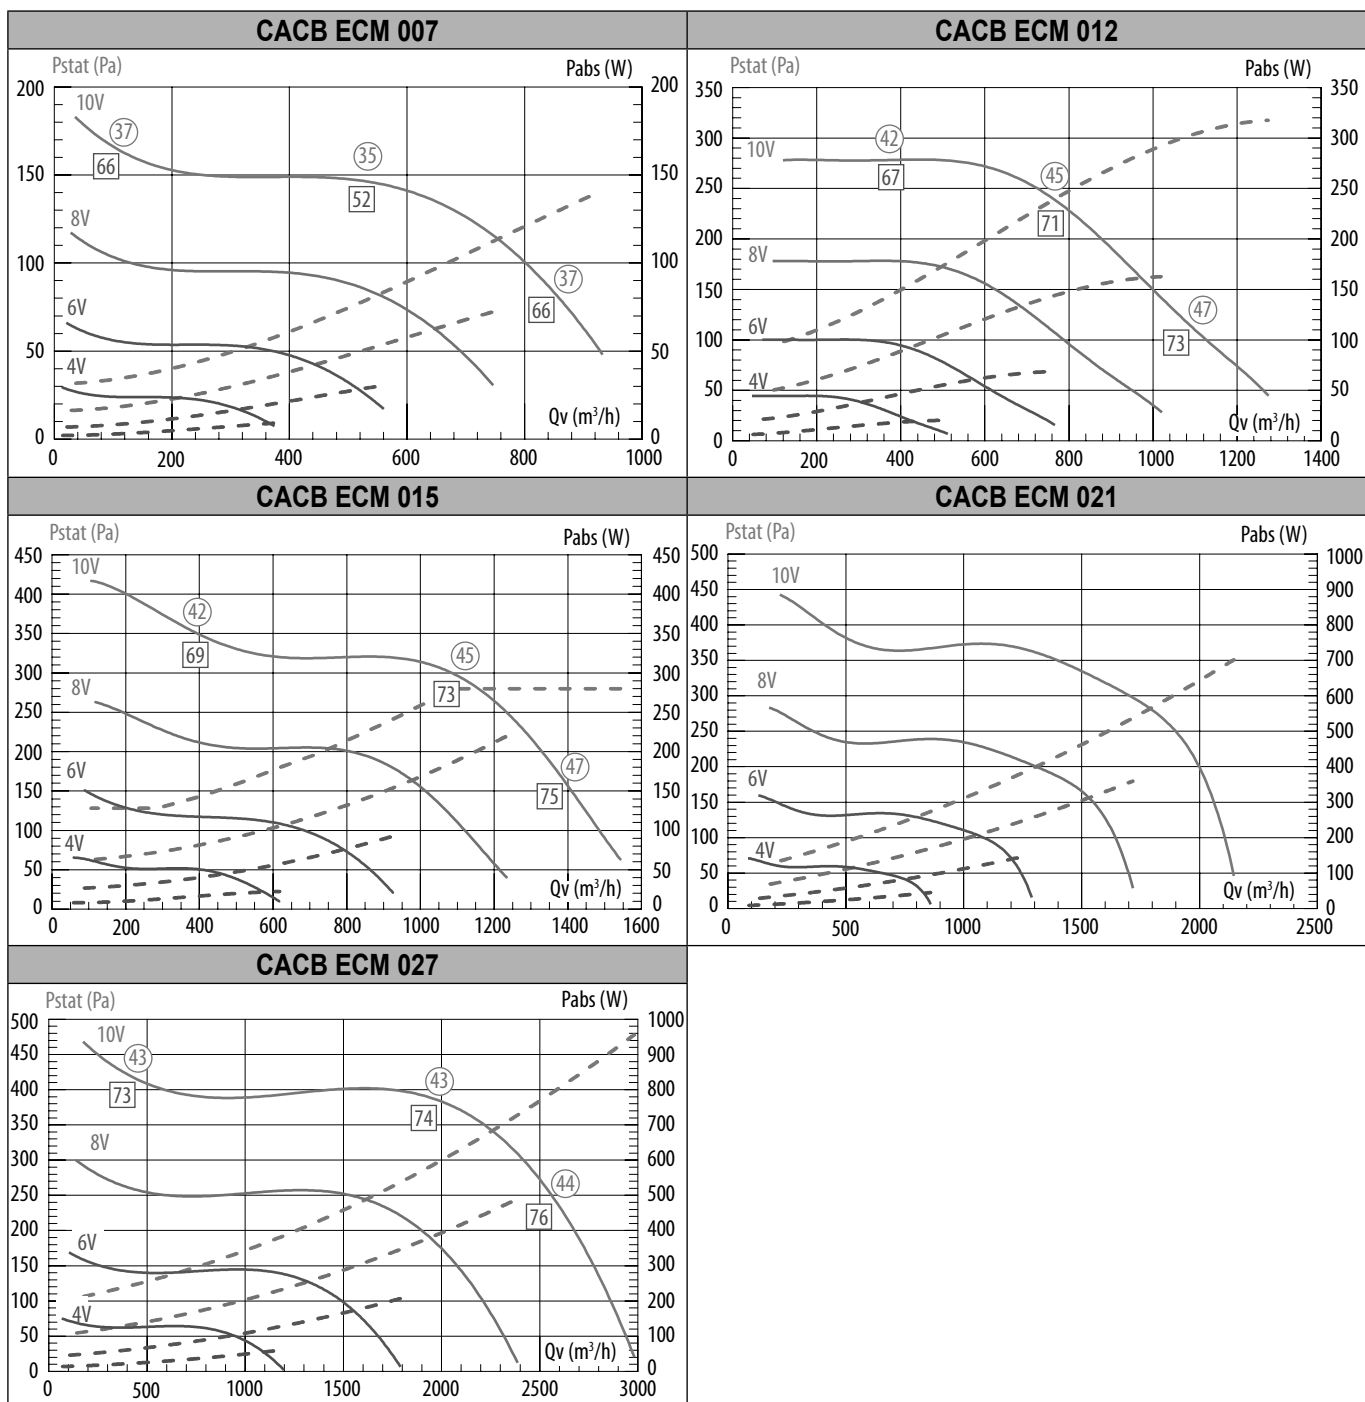 CACB ECM 007
Pstat (Pa) Pabs (W)
200 200
10V
37
66
150 150
35
52
8V
100 100
37
66
6V
50 50
4V
Qv (m³/h)
0 0
0 200 400 600 800 1000
CACB ECM 012
Pstat (Pa) Pabs (W)
350 350
300 300
10V
42
67
250 250
45
71
200 200
8V
150 150
47
73
100 100
6V
50 50
4V
Qv (m³/h)
0 0
0 200 400 600 800 1000 1200 1400
CACB ECM 015
Pstat (Pa) Pabs (W)
450 450
10V
400 400
42
350 350
69
45
300 300
73
8V
250 250
200 200
6V
47
150 150
75
100 100
4V
50 50
Qv (m³/h)
0 0
0 200 400 600 800 1000 1200 1400 1600
CACB ECM 021
Pstat (Pa) Pabs (W)
500 1000
10V
450 900
400 800
350 700
8V
300 600
250 500
200 400
6V
150 300
100 200
4V
50 100
Qv (m³/h)
0 0
0 500 1000 1500 2000 2500
CACB ECM 027
Pstat (Pa) Pabs (W)
500 1000
10V
450 900
43
73
400 800
43
74
350 700
8V
300 600
44
250 500
76
200 400
6V
150 300
100 200
4V
50 100
Qv (m³/h)
0 0
0 500 1000 1500 2000 2500 3000